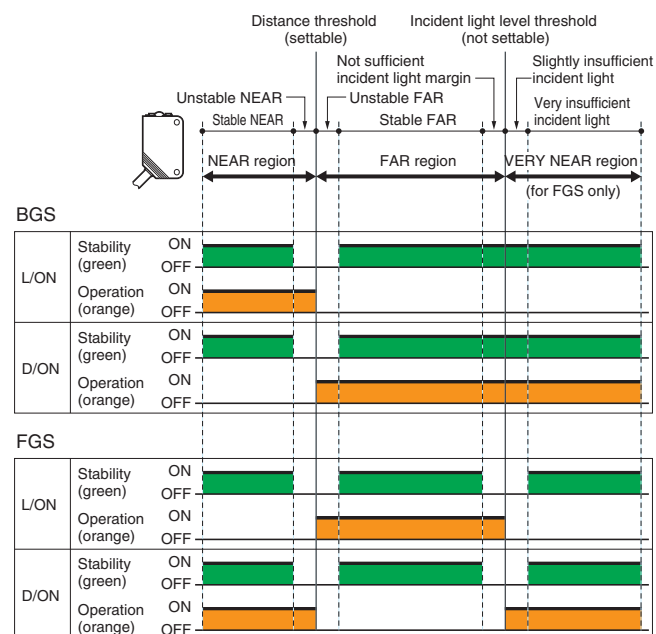 Distance threshold
(settable)
Incident light level threshold
(not settable)
Not sufficient
incident light margin
Slightly insufficient
incident light
Unstable NEAR
Unstable FAR
Very insufficient
incident light
Stable NEAR
Stable FAR
NEAR region
FAR region
VERY NEAR region
(for FGS only)
BGS
L/ON
Stability
(green)
ON
OFF
Operation
(orange)
ON
OFF
D/ON
Stability
(green)
ON
OFF
Operation
(orange)
ON
OFF
FGS
L/ON
Stability
(green)
ON
OFF
Operation
(orange)
ON
OFF
D/ON
Stability
(green)
ON
OFF
Operation
(orange)
ON
OFF